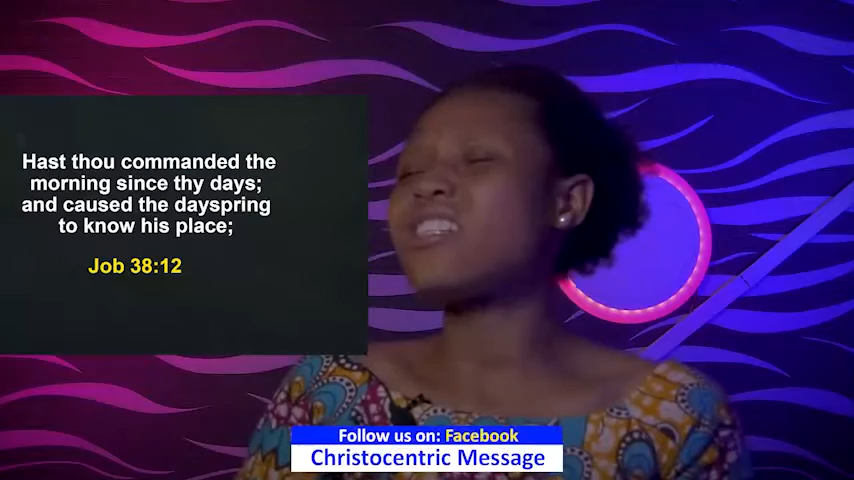 Hast thou commanded the
morning since thy days;
and caused the dayspring
to know his place;
Job 38:12
Follow us on: Facebook
Christocentric Message